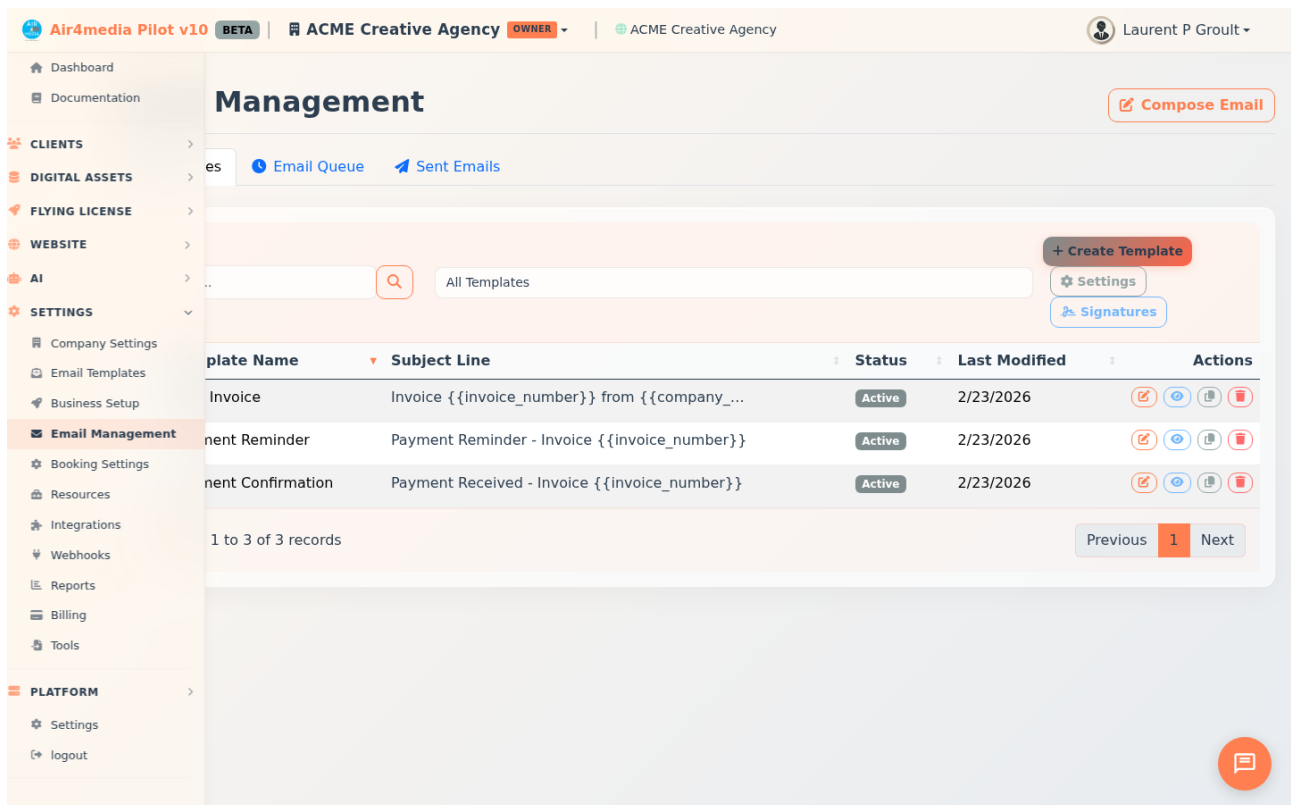 Air4media Pilot v10 BETA ACME Creative Agency OWNER ACME Creative Agency Laurent P Groult
Dashboard
Documentation
CLIENTS
DIGITAL ASSETS
FLYING LICENSE
WEBSITE
AI
SETTINGS
Company Settings
Email Templates
Business Setup
Email Management
Booking Settings
Resources
Integrations
Webhooks
Reports
Billing
Tools
PLATFORM
Settings
logout
Management
Compose Email
es Email Queue Sent Emails
...
All Templates
+ Create Template
Settings
Signatures
plate Name Subject Line Status Last Modified Actions
Invoice Invoice {{invoice_number}} from {{company_... Active 2/23/2026
ment Reminder Payment Reminder - Invoice {{invoice_number}} Active 2/23/2026
ment Confirmation Payment Received - Invoice {{invoice_number}} Active 2/23/2026
1 to 3 of 3 records
Previous 1 Next